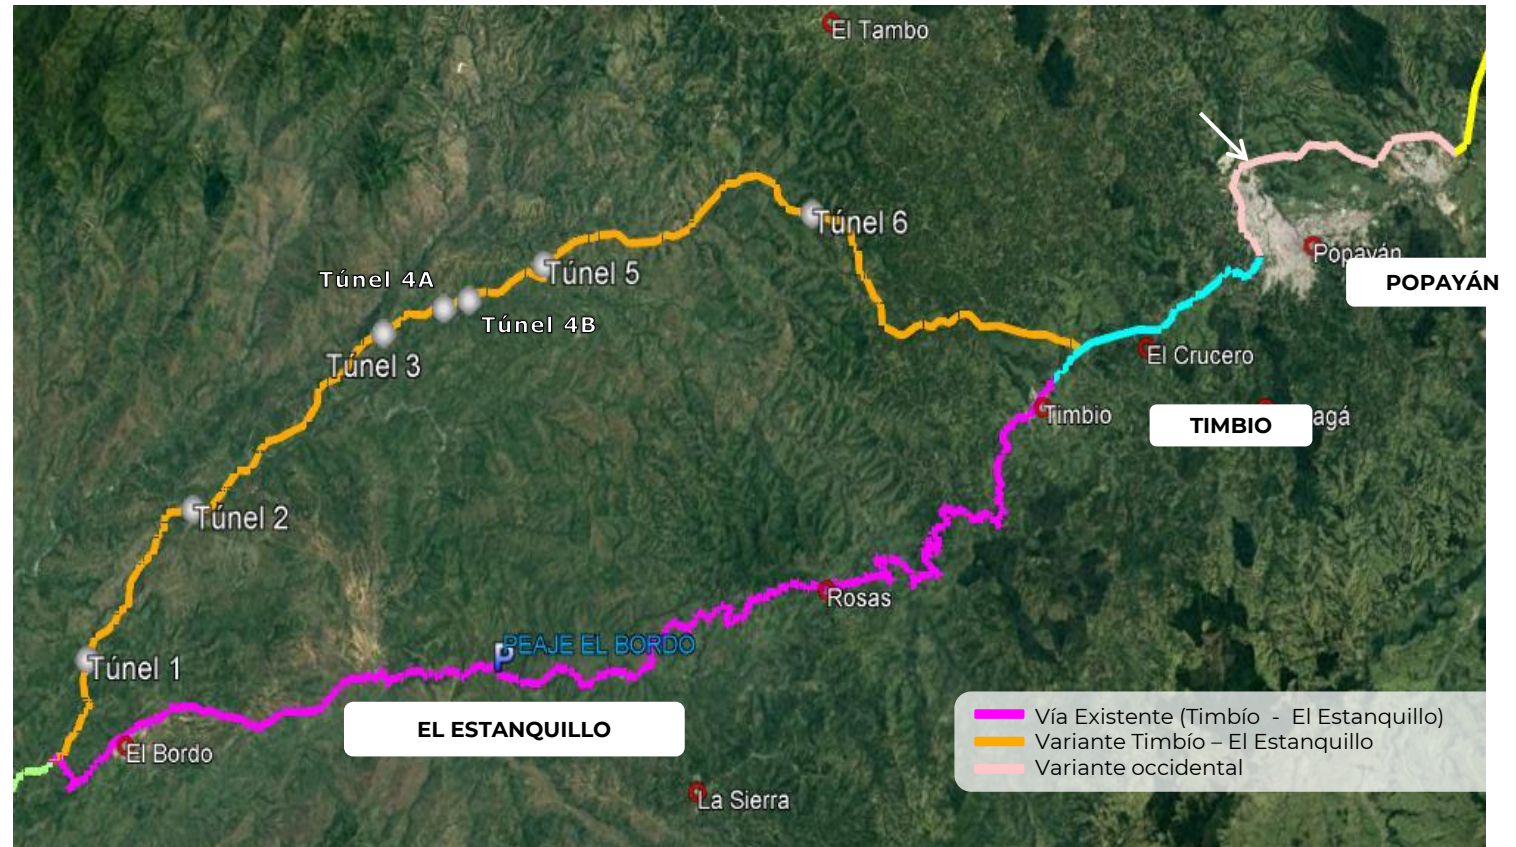 El Tambo
Túnel 6
Popayán
POPAYÁN
Túnel 5
Túnel 4A
Túnel 4B
Túnel 3
El Crucero
Timbio
TIMBIO
agá
Túnel 2
Rosas
PEAJE EL BORDO
P
Túnel 1
EL ESTANQUILLO
El Bordo
La Sierra
Vía Existente (Timbío - El Estanquillo)
Variante Timbío – El Estanquillo
Variante occidental